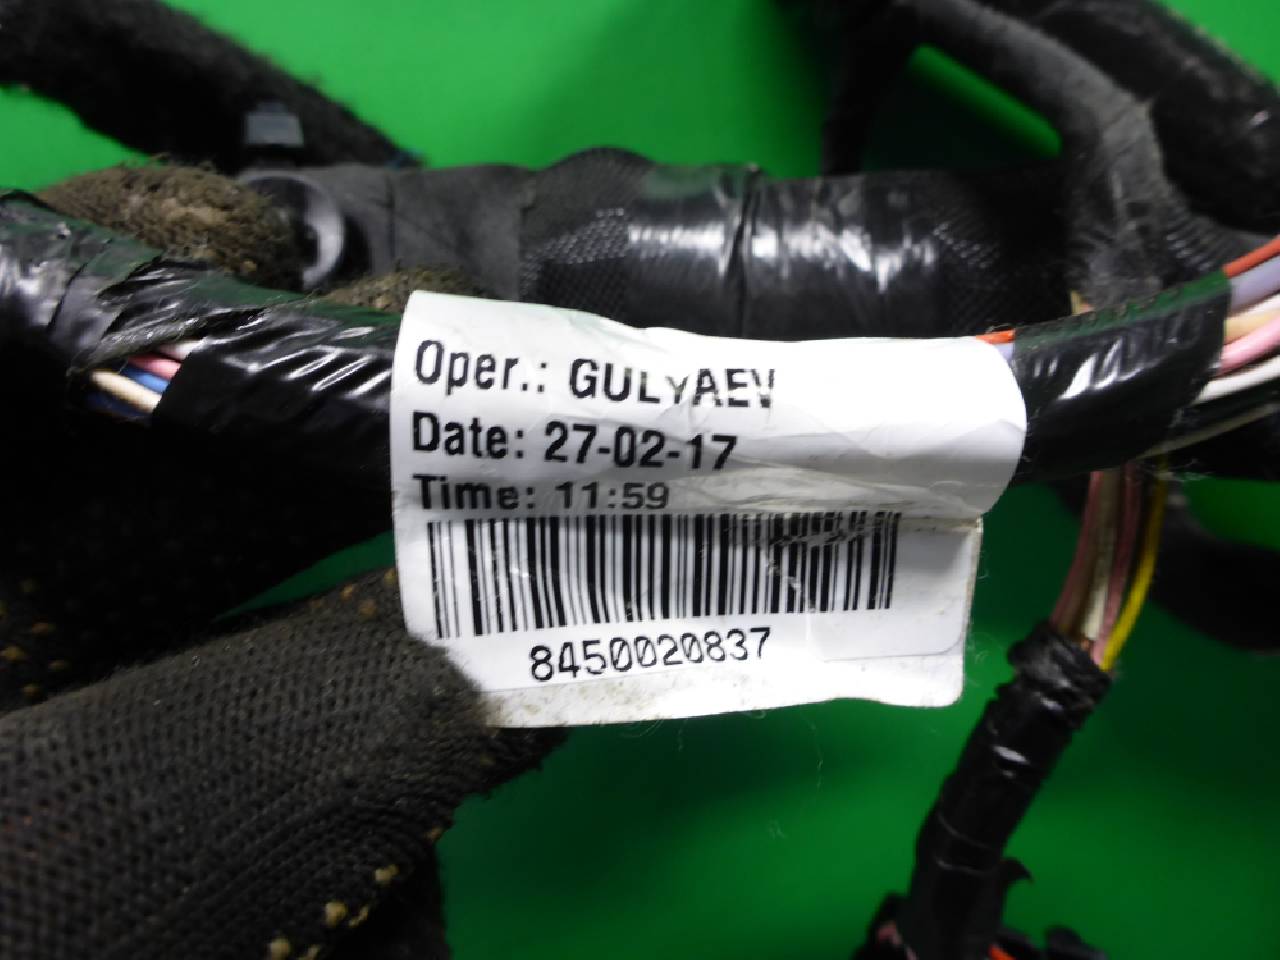 Oper.: GULYAEV
Date: 27-02-17
Time: 11:59
8450020837